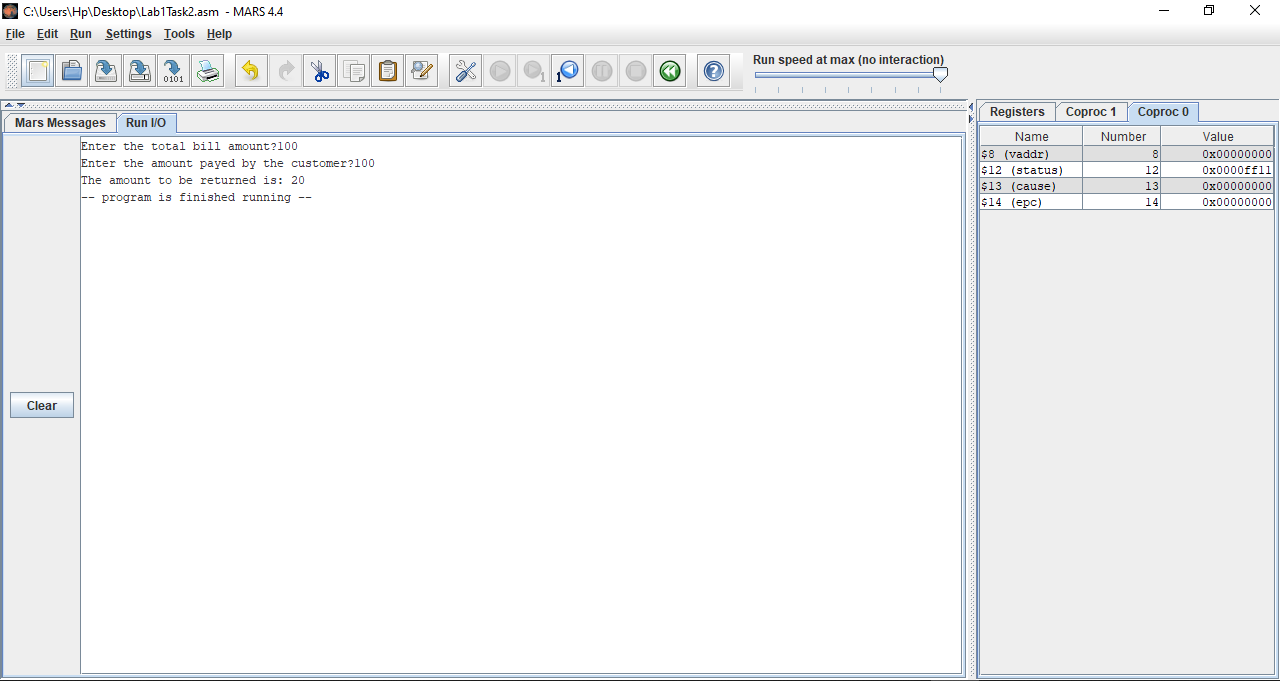 C:\Users\Hp\Desktop\Lab1Task2.asm - MARS 4.4
File Edit Run Settings Tools Help
0101
1
1
Run speed at max (no interaction)
Mars Messages Run I/O
Enter the total bill amount?100
Enter the amount payed by the customer?100
The amount to be returned is: 20
-- program is finished running --
Clear
Registers Coproc 1 Coproc 0
Name Number Value
$8 (vaddr) 8 0x00000000
$12 (status) 12 0x0000ff11
$13 (cause) 13 0x00000000
$14 (epc) 14 0x00000000